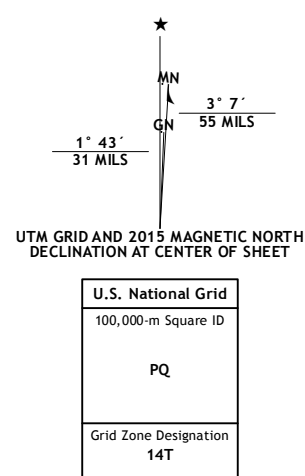 ★
MN
GN
3° 7´
55 MILS
1° 43´
31 MILS
UTM GRID AND 2015 MAGNETIC NORTH
DECLINATION AT CENTER OF SHEET
U.S. National Grid
100,000-m Square ID
PQ
Grid Zone Designation
14T